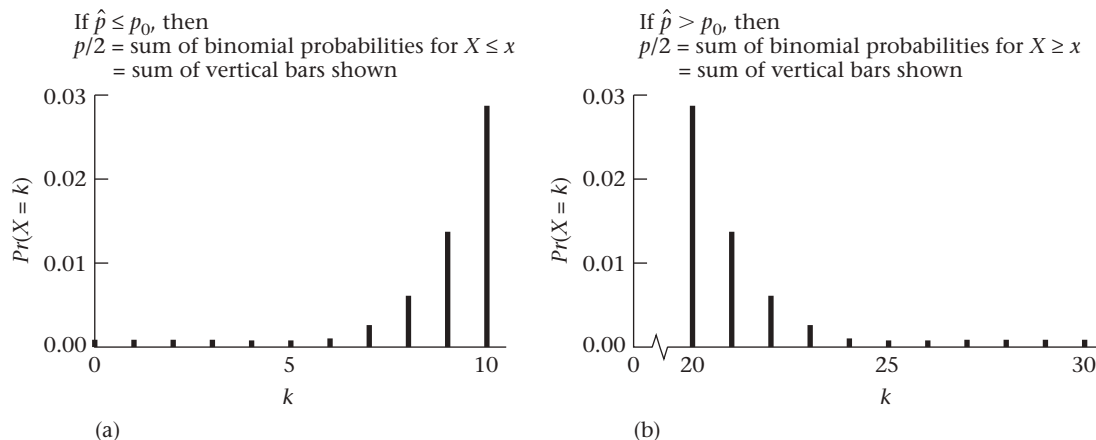 If p̂ ≤ p₀, then
p/2 = sum of binomial probabilities for X ≤ x
= sum of vertical bars shown
0.03
0.02
0.01
0.00
Pr(X = k)
0
5
10
k
(a)
If p̂ > p₀, then
p/2 = sum of binomial probabilities for X ≥ x
= sum of vertical bars shown
0.03
0.02
0.01
0.00
Pr(X = k)
0
20
25
30
k
(b)